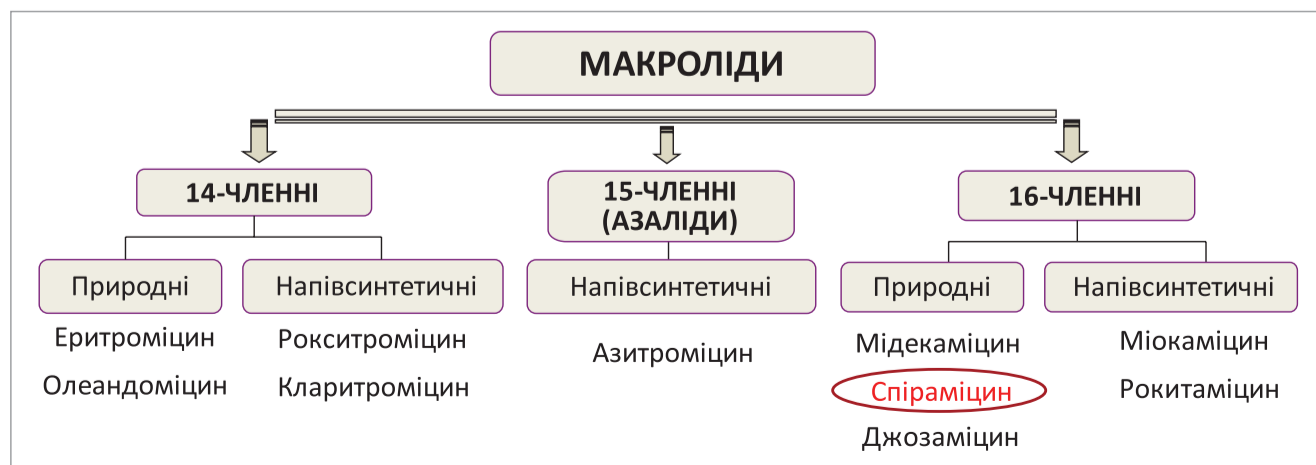 МАКРОЛІДИ
14-ЧЛЕННІ
Природні
Еритроміцин
Олеандоміцин
Напівсинтетичні
Рокситроміцин
Кларитроміцин
15-ЧЛЕННІ
(АЗАЛІДИ)
Напівсинтетичні
Азитроміцин
16-ЧЛЕННІ
Природні
Мідекаміцин
Спіраміцин
Джозаміцин
Напівсинтетичні
Міокаміцин
Рокитаміцин